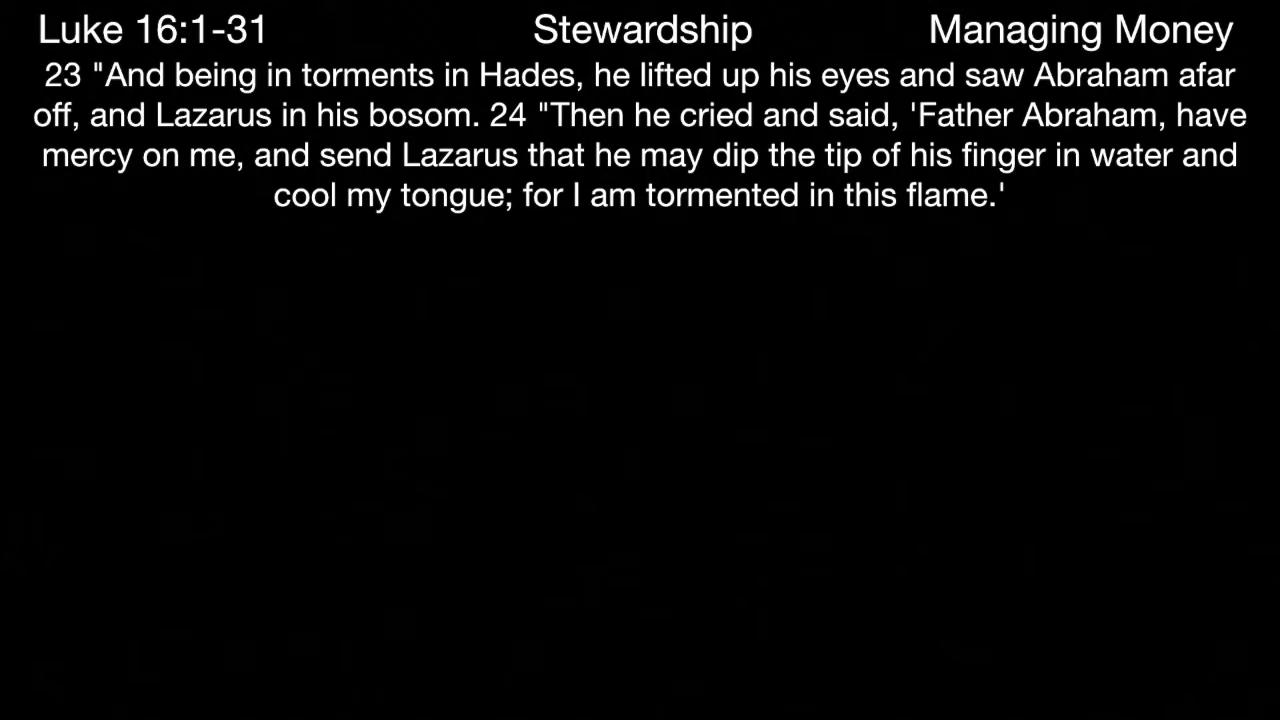 Luke 16:1-31 Stewardship Managing Money
23 "And being in torments in Hades, he lifted up his eyes and saw Abraham afar
off, and Lazarus in his bosom. 24 "Then he cried and said, 'Father Abraham, have
mercy on me, and send Lazarus that he may dip the tip of his finger in water and
cool my tongue; for I am tormented in this flame.'